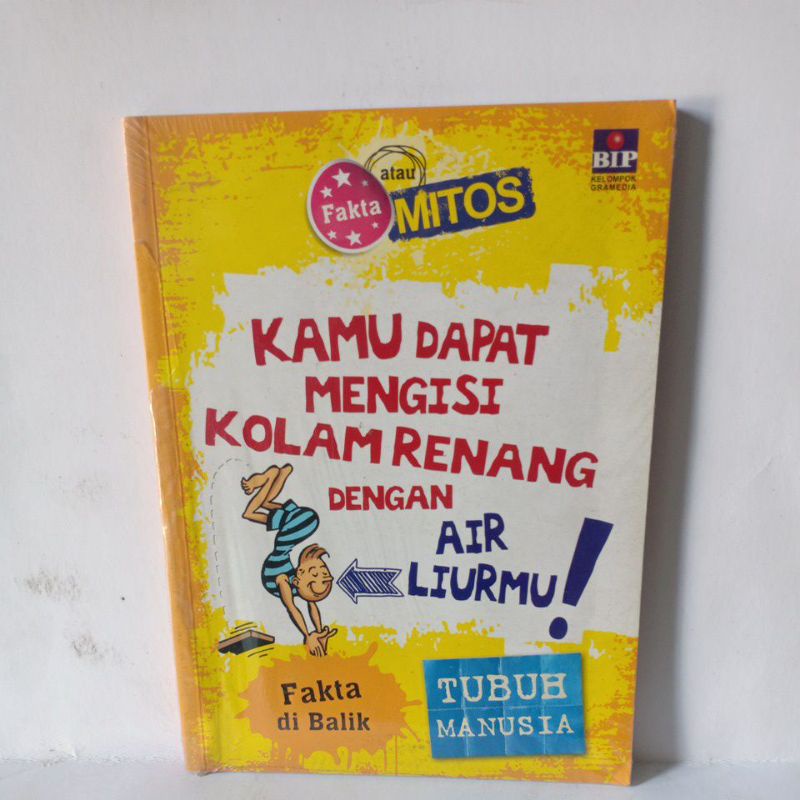 atau
Fakta
MITOS
BIP
KELOMPOK
GRAMEDIA
KAMU DAPAT
MENGISI
KOLAM RENANG
DENGAN
AIR
LIURMU!
Fakta
di Balik
TUBUH
MANUSIA